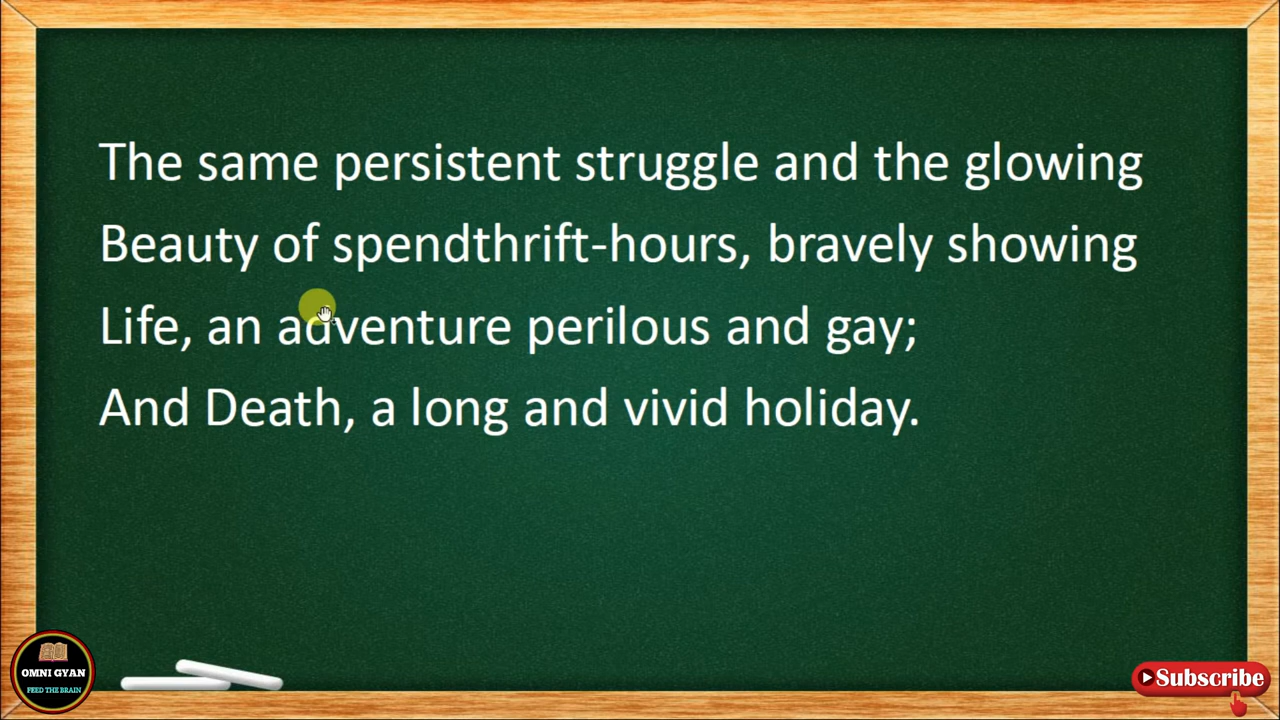 The same persistent struggle and the glowing
Beauty of spendthrift-hours, bravely showing
Life, an adventure perilous and gay;
And Death, a long and vivid holiday.
OMNI GYAN
FEED THE BRAIN
Subscribe